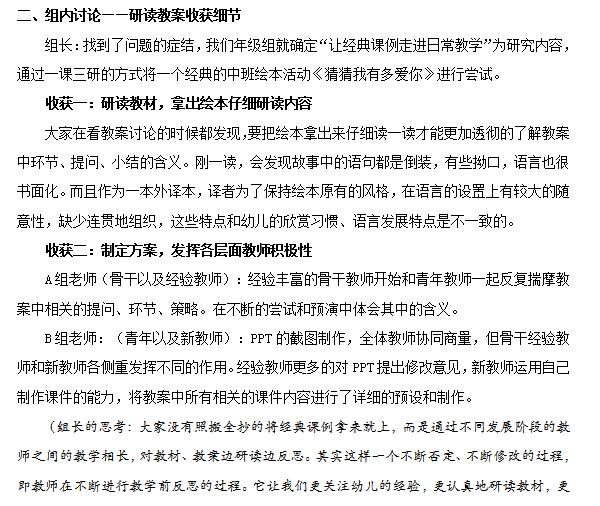 二、组内讨论——研读教案收获细节
组长:找到了问题的症结，我们年级组就确定“让经典课例走进日常教学”为研究内容，
通过一课三研的方式将一个经典的中班绘本活动《猜猜我有多爱你》进行尝试。
收获一：研读教材，拿出绘本仔细研读内容
大家在看教案讨论的时候都发现,要把绘本拿出来仔细读一读才能更加透彻的了解教案
中环节、提问、小结的含义。刚一读，会发现故事中的语句都是倒装，有些拗口，语言也很
书面化。而且作为一本外译本，译者为了保持绘本原有的风格，在语言的设置上有较大的随
意性，缺少连贯地组织，这些特点和幼儿的欣赏习惯、语言发展特点是不一致的。
收获二：制定方案，发挥各层面教师积极性
A 组老师（骨干以及经验教师）：经验丰富的骨干教师开始和青年教师一起反复揣摩教
案中相关的提问、环节、策略。在不断的尝试和预演中体会其中的含义。
B 组老师：（青年以及新教师）：PPT 的截图制作，全体教师协同商量，但骨干经验教
师和新教师各侧重发挥不同的作用。经验教师更多的对 PPT 提出修改意见，新教师运用自己
制作课件的能力，将教案中所有相关的课件内容进行了详细的预设和制作。
（组长的思考：大家没有照搬全抄的将经典课例拿来就上，而是通过不同发展阶段的教
师之间的教学相长，对教材、教案边研读边反思。其实这样一个不断否定、不断修改的过程，
即教师在不断进行教学前反思的过程。它让我们更关注幼儿的经验，更认真地研读教材，更